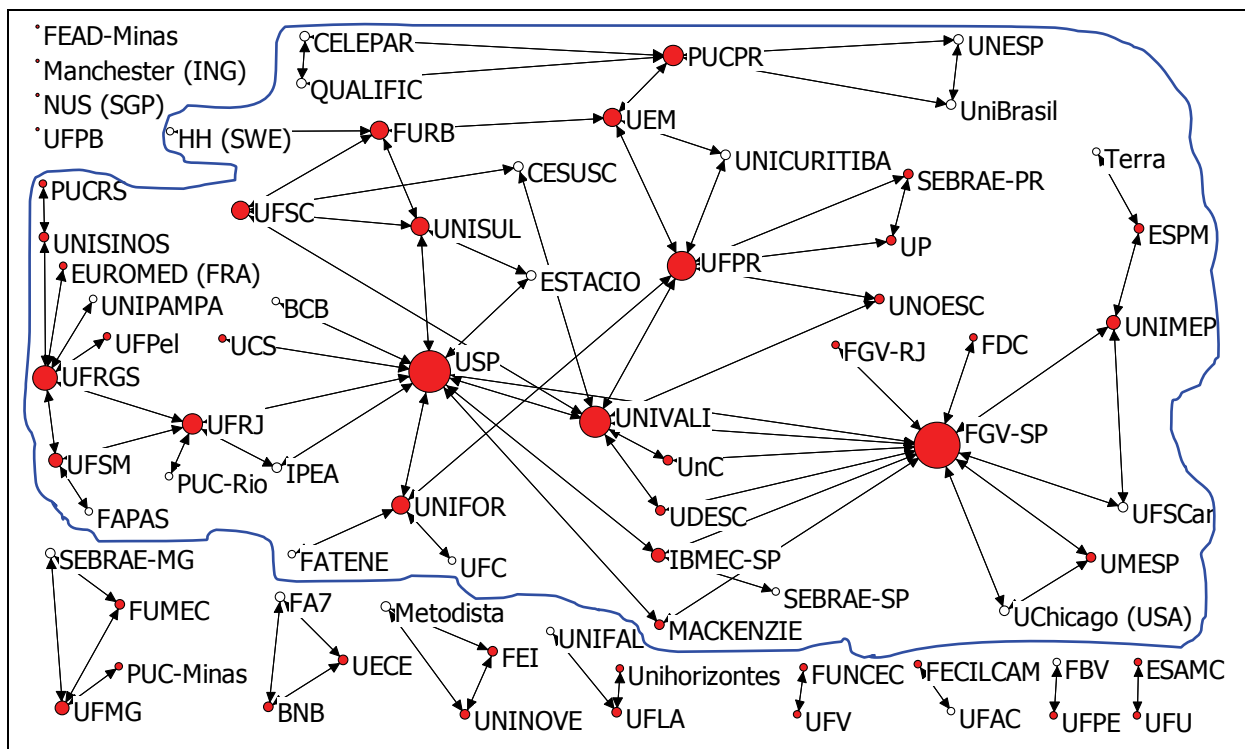 FEAD-Minas
Manchester (ING)
NUS (SGP)
UFPB
CELEPAR
QUALIFIC
PUCPR
UNESP
UniBrasil
HH (SWE)
FURB
UEM
UNICURITIBA
CESUSC
SEBRAE-PR
Terra
PUCRS
UFSC
UNISUL
UP
ESPM
UNISINOS
EUROMED (FRA)
UFPR
ESTACIO
UNIPAMPA
BCB
UNOESC
UNIMEP
UFPel
UCS
USP
FGV-RJ
FDC
UFRGS
UFRJ
UNIVALI
FGV-SP
UFSM
PUC-Rio
IPEA
UnC
FAPAS
UNIFOR
UDESC
UFSCar
SEBRAE-MG
FATENE
UFC
IBMEC-SP
UMESP
FUMEC
FA7
Metodista
SEBRAE-SP
UChicago (USA)
MACKENZIE
UNIFAL
PUC-Minas
UECE
FEI
Unihorizontes
FUNCEC
FECILCAM
FBV
ESAMC
UFMG
BNB
UNINOVE
UFLA
UFV
UFAC
UFPE
UFU